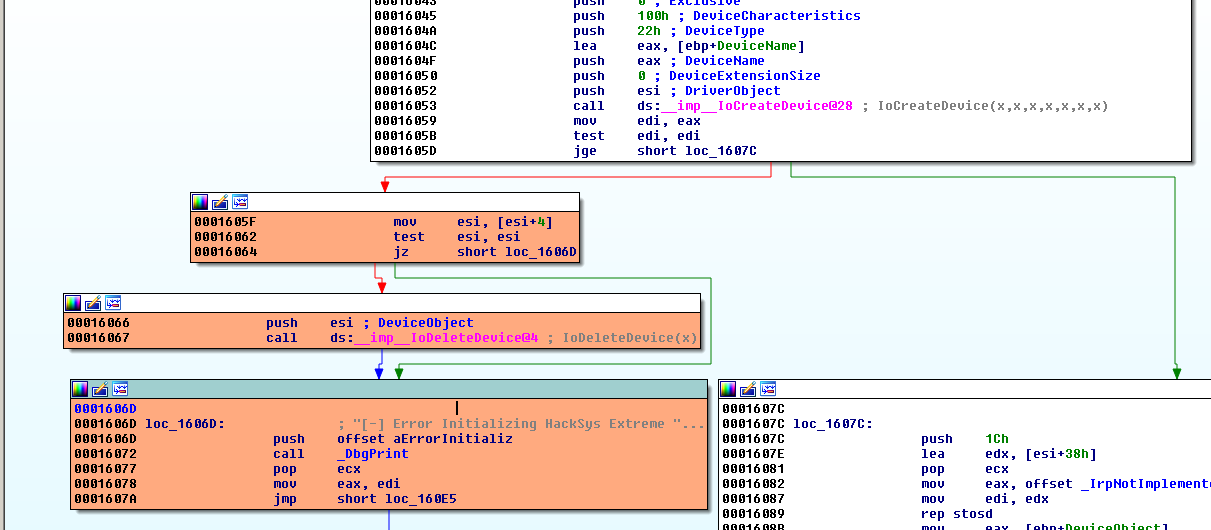 00016043 push 0 ; Exclusive
00016045 push 100h ; DeviceCharacteristics
0001604A push 22h ; DeviceType
0001604C lea eax, [ebp+DeviceName]
0001604F push eax ; DeviceName
00016050 push 0 ; DeviceExtensionSize
00016052 push esi ; DriverObject
00016053 call ds:__imp__IoCreateDevice@28 ; IoCreateDevice(x,x,x,x,x,x,x)
00016059 mov edi, eax
0001605B test edi, edi
0001605D jge short loc_1607C
0001605F mov esi, [esi+4]
00016062 test esi, esi
00016064 jz short loc_1606D
00016066 push esi ; DeviceObject
00016067 call ds:__imp__IoDeleteDevice@4 ; IoDeleteDevice(x)
0001606D
0001606D loc_1606D: ; "[-] Error Initializing HackSys Extreme "...
0001606D push offset aErrorInitializ
00016072 call _DbgPrint
00016077 pop ecx
00016078 mov eax, edi
0001607A jmp short loc_160E5
0001607C
0001607C loc_1607C:
0001607C push 1Ch
0001607E lea edx, [esi+38h]
00016081 pop ecx
00016082 mov eax, offset _IrpNotImplemente
00016087 mov edi, edx
00016089 rep stosd
0001608B mov eax, [ebp+DeviceObject]